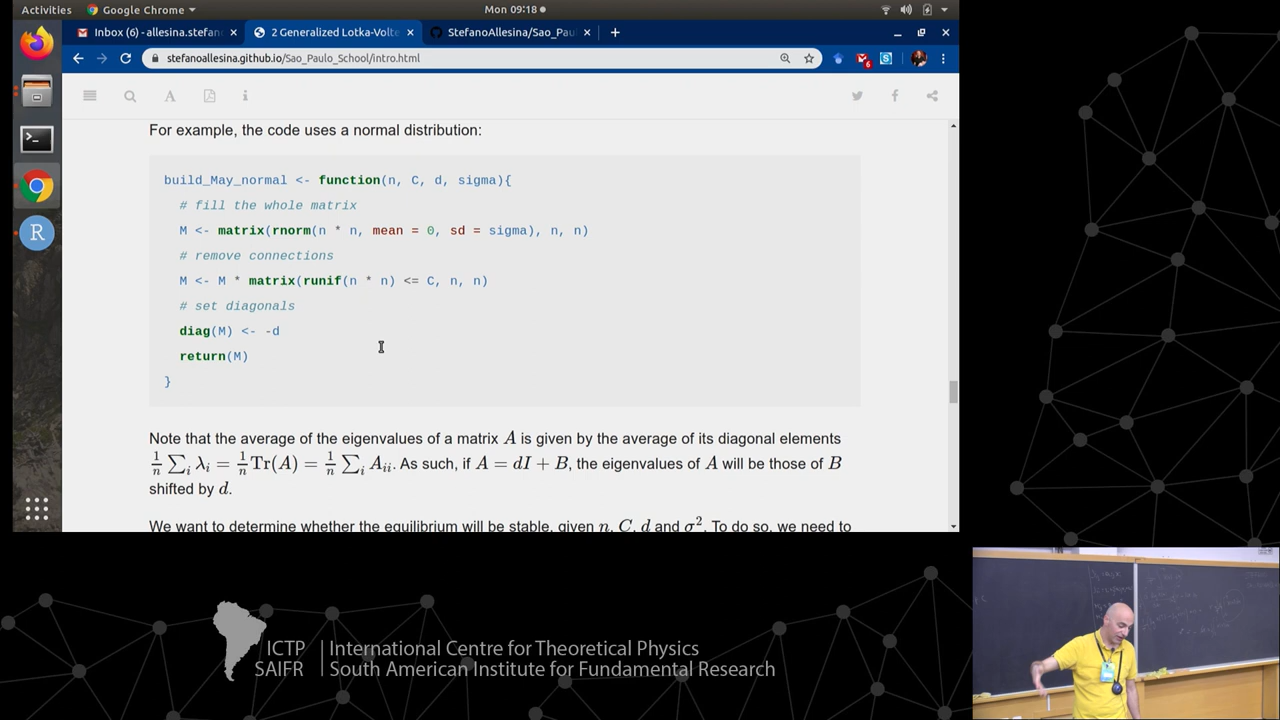 Activities
Google Chrome
Mon 09:18
Inbox (6) - allesina.stefan
2 Generalized Lotka-Volte
StefanoAllesina/Sao_Pau
stefanoallesina.github.io/Sao_Paulo_School/intro.html
For example, the code uses a normal distribution:
build_May_normal <- function(n, C, d, sigma){
# fill the whole matrix
M <- matrix(rnorm(n * n, mean = 0, sd = sigma), n, n)
# remove connections
M <- M * matrix(runif(n * n) <= C, n, n)
# set diagonals
diag(M) <- -d
return(M)
}
Note that the average of the eigenvalues of a matrix A is given by the average of its diagonal elements
1/n ∑i λi = 1/n Tr(A) = 1/n ∑i Aii. As such, if A = dI + B, the eigenvalues of A will be those of B
shifted by d.
We want to determine whether the equilibrium will be stable, given n, C, d and σ². To do so, we need to
ICTP
SAIFR
International Centre for Theoretical Physics
South American Institute for Fundamental Research